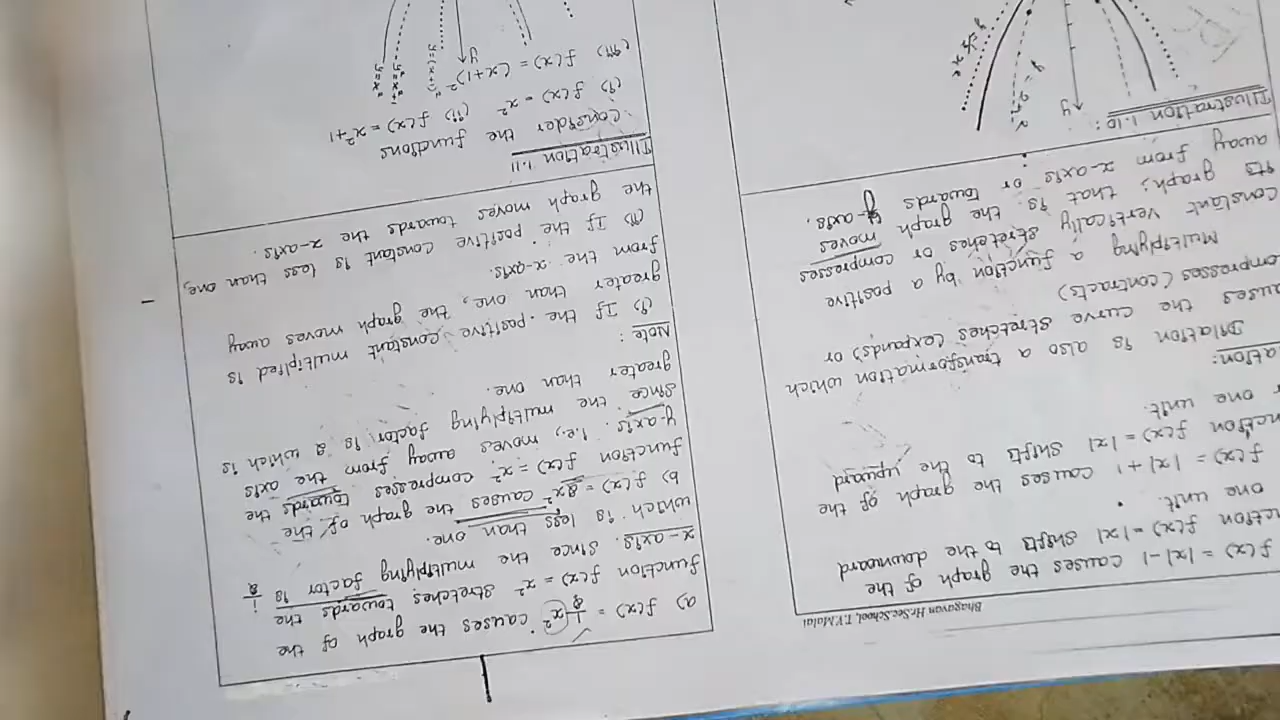 Bhagavan Hr.Sec.School, T.V.Malai
f(x) = |x|-1 causes the graph of the
f(x) = |x| shifts to the downward
one unit.
f(x) = |x|+1 causes the graph of the
f(x) = |x| shifts to the upward
one unit.
Dilation is also a transformation which
the curve stretches (expands) or
compresses (contracts)
Multiplying a function by a positive
constant vertically stretches or compresses
its graph; that is, the graph moves
away from x-axis or towards y-axis.
Illustration 1.10:
y
a) f(x) = 1/2 x² causes the graph of the
function f(x) = x² stretches towards the
x-axis. Since the multiplying factor is 1/2
which is less than one.
b) f(x) = 2x² causes the graph of the
function f(x) = x² compresses towards the
y-axis. i.e., moves away from the axis
since the multiplying factor is 2 which is
greater than one.
Note:
(i) If the positive constant multiplied is
greater than one, the graph moves away
from the x-axis.
(ii) If the positive constant is less than one,
the graph moves towards the x-axis.
Illustration 1.11
Consider the functions
(i) f(x) = x² (ii) f(x) = x²+1
(iii) f(x) = (x+1)²
y